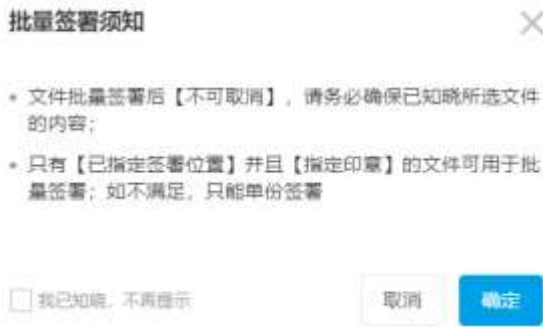 批量签署须知
文件批量签署后【不可取消】，请务必确保已知晓所选文件
的内容；
只有【已指定签署位置】并且【指定印章】的文件可用于批
量签署；如不满足，只能单份签署
我已知晓，不再提示
取消
确定